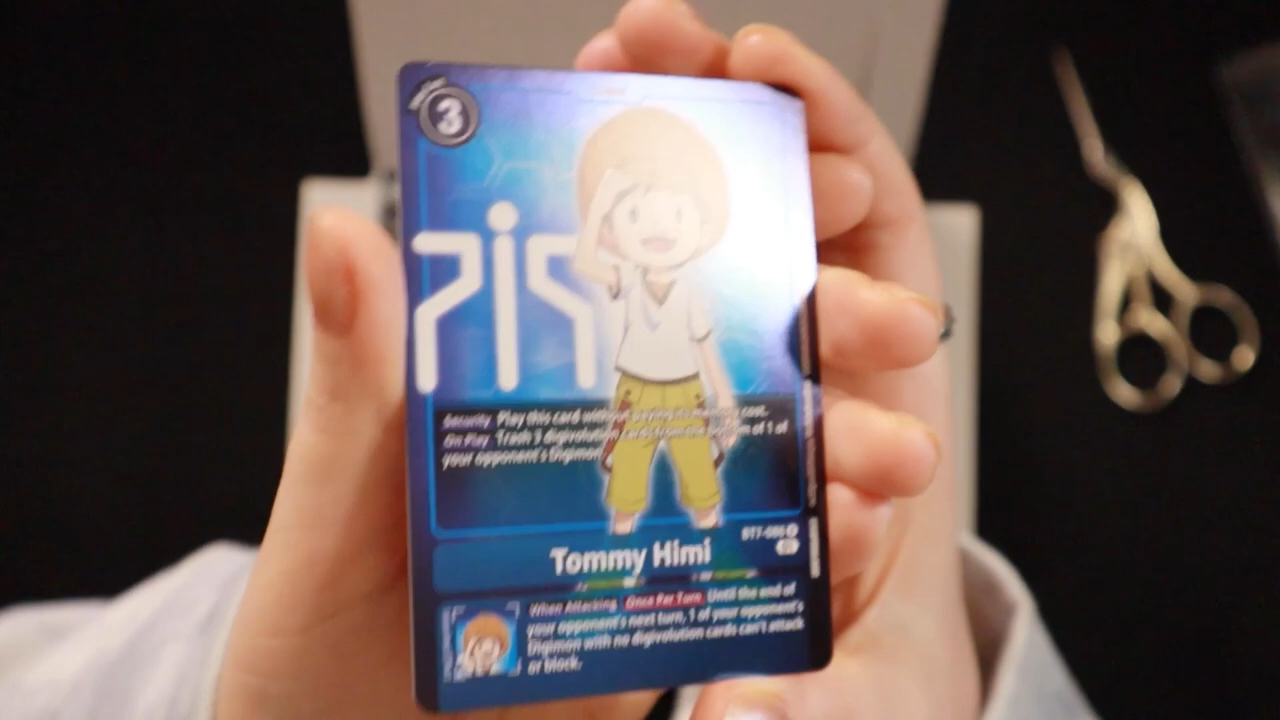 3
Security Play this card without paying its memory cost.
On Play Trash 3 digivolution cards from the bottom of 1 of
your opponent's Digimon
BT7-086
Tommy Himi
When Attacking Once Per Turn Until the end of
your opponent's next turn, 1 of your opponent's
Digimon with no digivolution cards can't attack
or block.